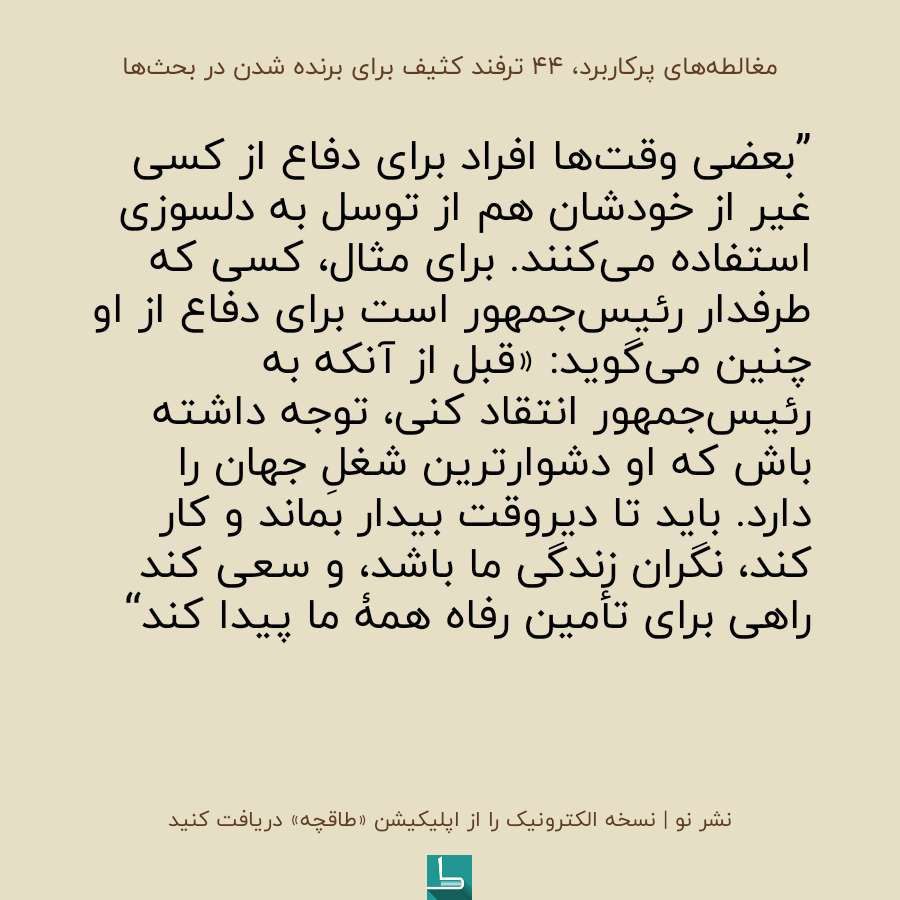 مغالطه‌های پرکاربرد، ۴۴ ترفند کثیف برای برنده شدن در بحث‌ها
”بعضی وقت‌ها افراد برای دفاع از کسی
غیر از خودشان هم از توسل به دلسوزی
استفاده می‌کنند. برای مثال، کسی که
طرفدار رئیس‌جمهور است برای دفاع از او
چنین می‌گوید: «قبل از آنکه به
رئیس‌جمهور انتقاد کنی، توجه داشته
باش که او دشوارترین شغلِ جهان را
دارد. باید تا دیروقت بیدار بماند و کار
کند، نگران زندگی ما باشد، و سعی کند
راهی برای تأمین رفاه همهٔ ما پیدا کند“
نشر نو | نسخه الکترونیک را از اپلیکیشن «طاقچه» دریافت کنید